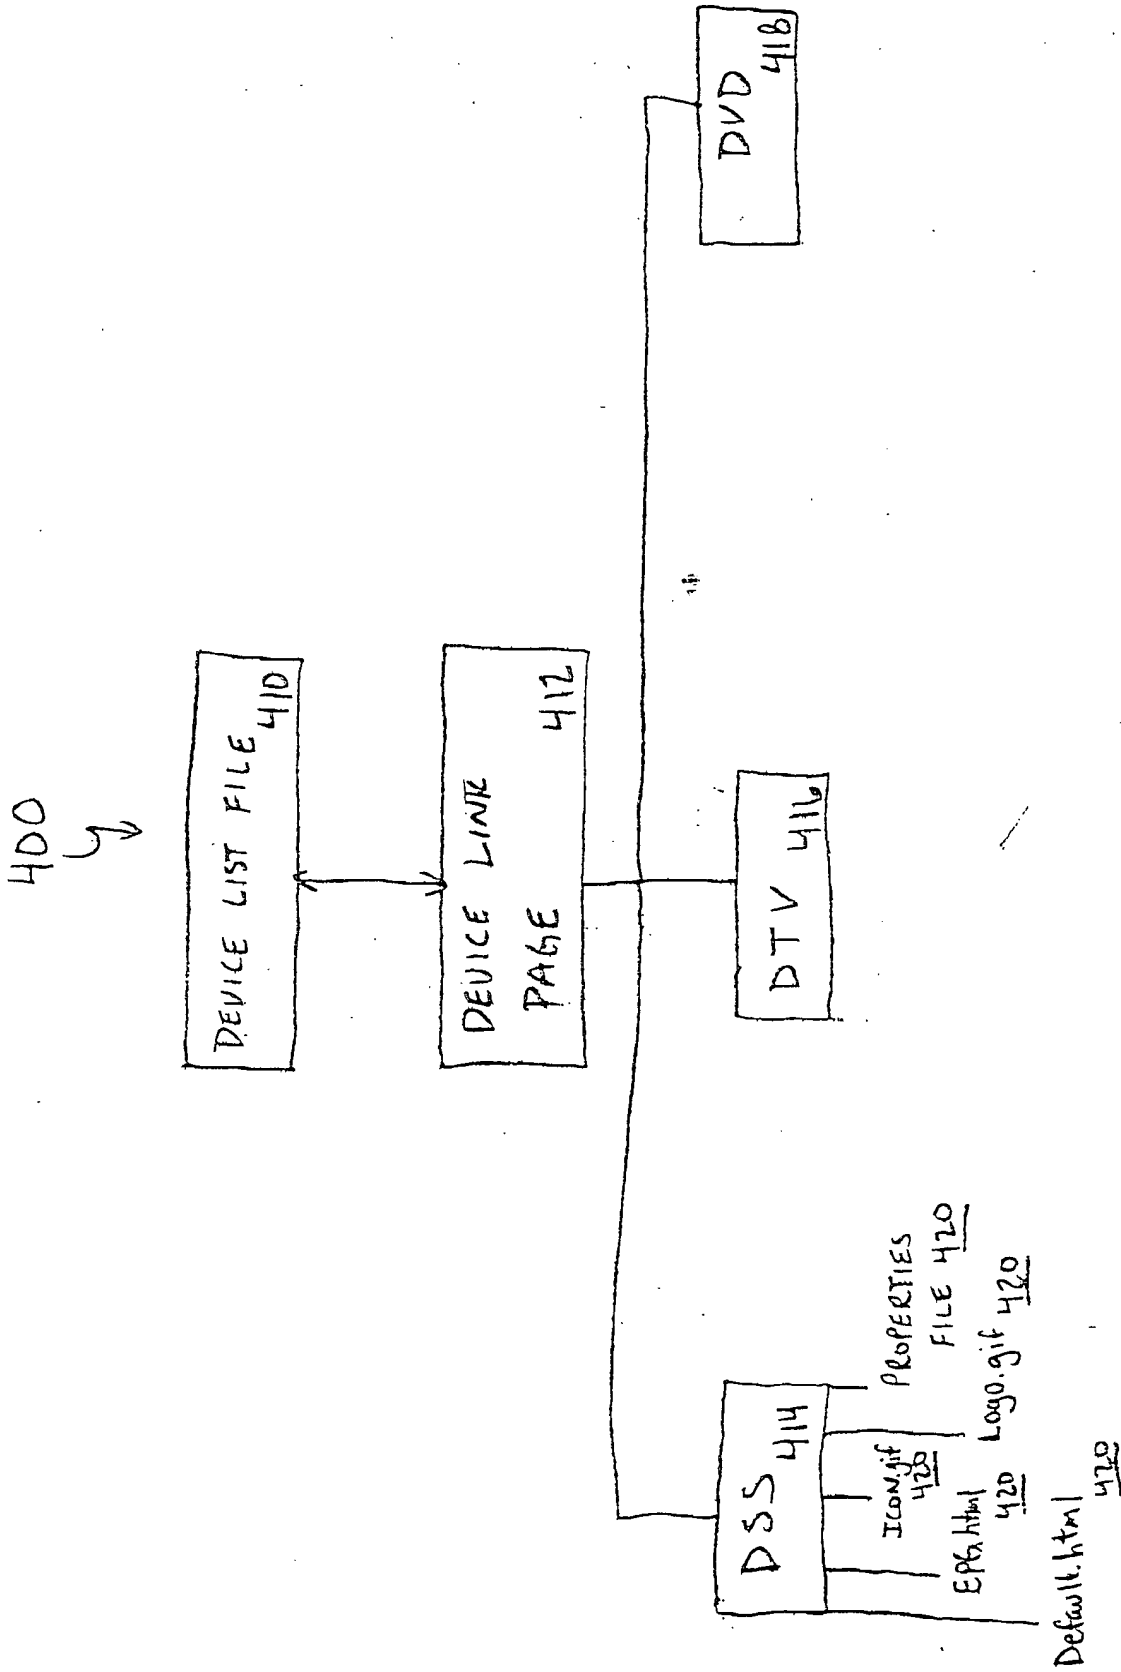 400
DEVICE LIST FILE
410
DEVICE LINK
PAGE
412
DSS
414
DTV 416
DVD
418
Default.html
420
EPG.html
420
ICON.gif
420
Logo.gif 420
PROPERTIES
FILE 420